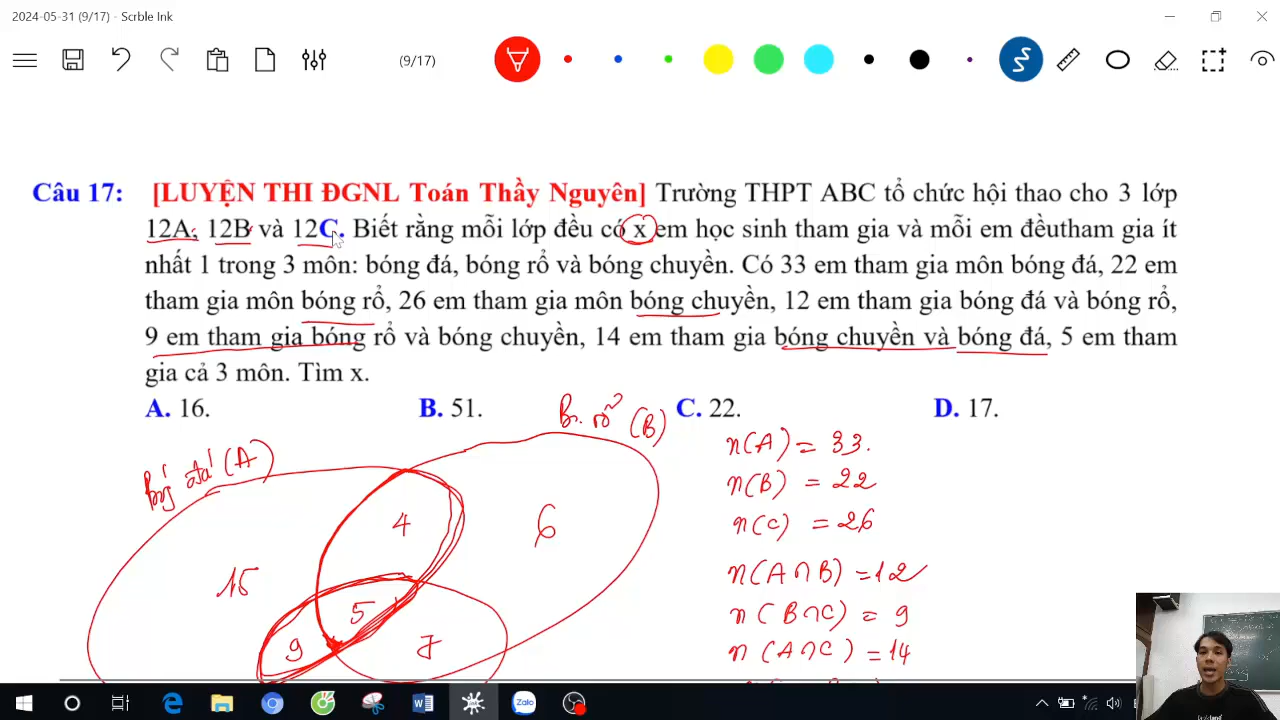 2024-05-31 (9/17) - Scrble Ink
(9/17)
Câu 17: [LUYỆN THI ĐGNL Toán Thầy Nguyên] Trường THPT ABC tổ chức hội thao cho 3 lớp
12A, 12B và 12C. Biết rằng mỗi lớp đều có x em học sinh tham gia và mỗi em đềutham gia ít
nhất 1 trong 3 môn: bóng đá, bóng rổ và bóng chuyền. Có 33 em tham gia môn bóng đá, 22 em
tham gia môn bóng rổ, 26 em tham gia môn bóng chuyền, 12 em tham gia bóng đá và bóng rổ,
9 em tham gia bóng rổ và bóng chuyền, 14 em tham gia bóng chuyền và bóng đá, 5 em tham
gia cả 3 môn. Tìm x.
A. 16. B. 51. C. 22. D. 17.
B. rổ (B)
đá (A)
n(A) = 33.
n(B) = 22
n(C) = 26
4 6
15
n(A∩B) = 12
5
n(B∩C) = 9
9 7
n(A∩C) = 14
Zalo